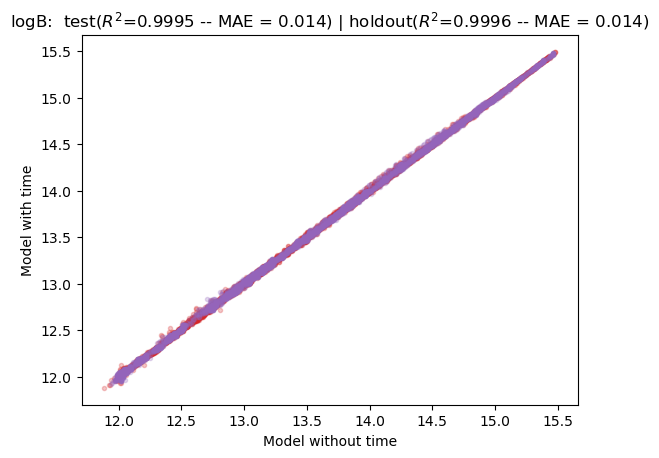 logB:  test(R²=0.9995 -- MAE = 0.014) | holdout(R²=0.9996 -- MAE = 0.014)
15.5
15.0
14.5
14.0
13.5
13.0
12.5
12.0
Model with time
12.0 12.5 13.0 13.5 14.0 14.5 15.0 15.5
Model without time